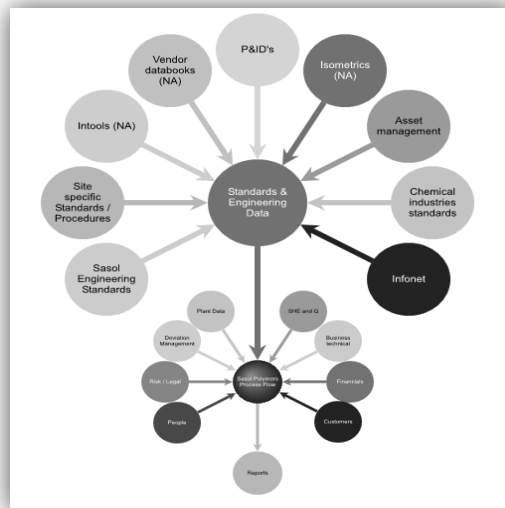 P&ID's
Vendor
databooks
(NA)
Isometrics
(NA)
Intools (NA)
Asset
management
Standards &
Engineering
Data
Site
specific
Standards /
Procedures
Chemical
industries
standards
Sasol
Engineering
Standards
Infonet
Plant Data
SHE and Q
Deviation
Management
Business
technical
Risk / Legal
Sasol Polymers
Process Flow
Financials
People
Customers
Reports